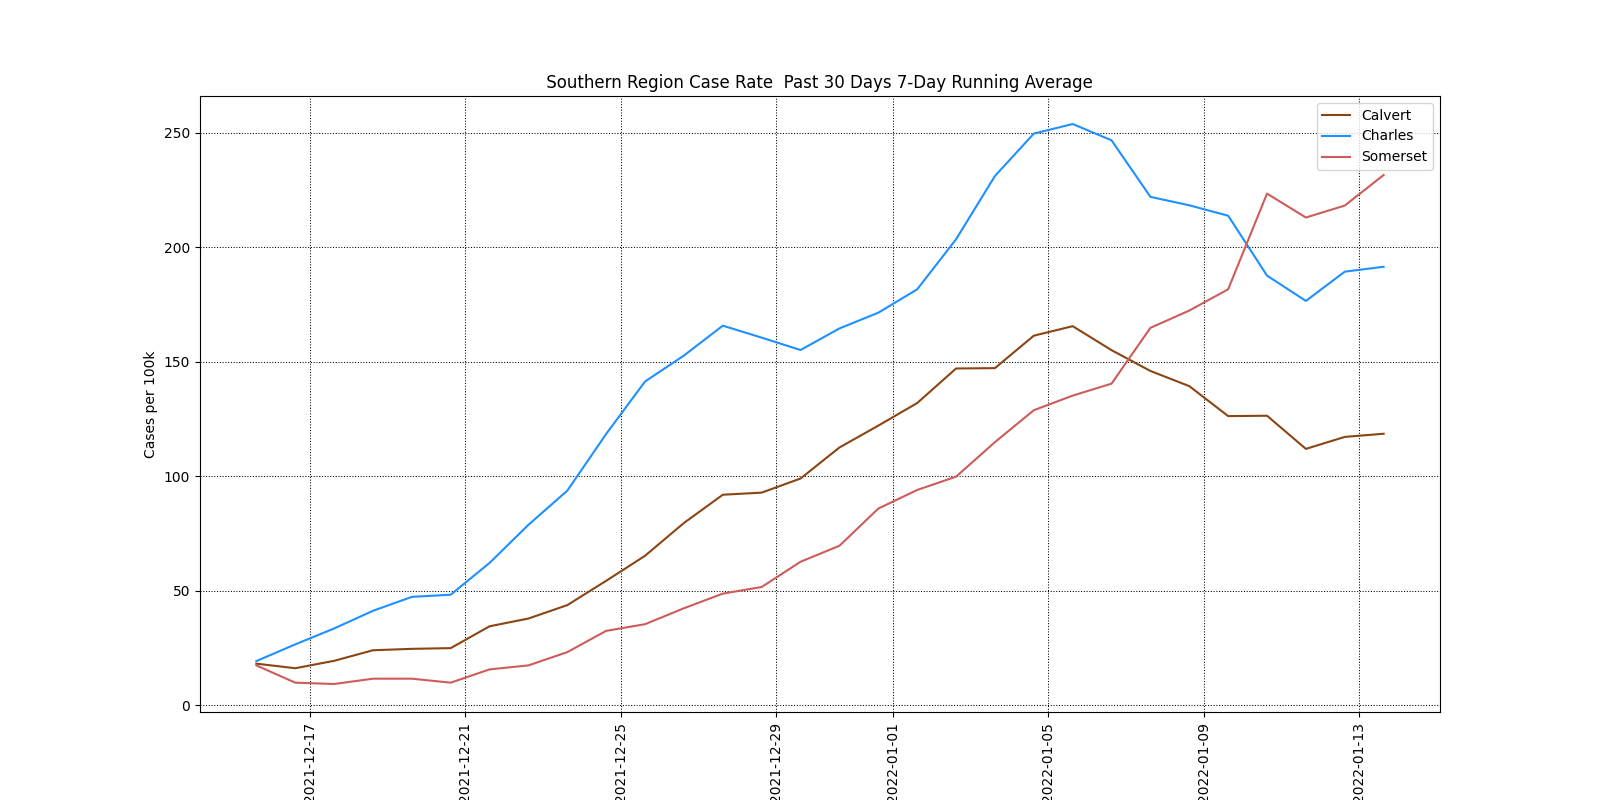 Southern Region Case Rate  Past 30 Days 7-Day Running Average
Calvert
Charles
Somerset
Cases per 100k
250
200
150
100
50
0
2021-12-17
2021-12-21
2021-12-25
2021-12-29
2022-01-01
2022-01-05
2022-01-09
2022-01-13